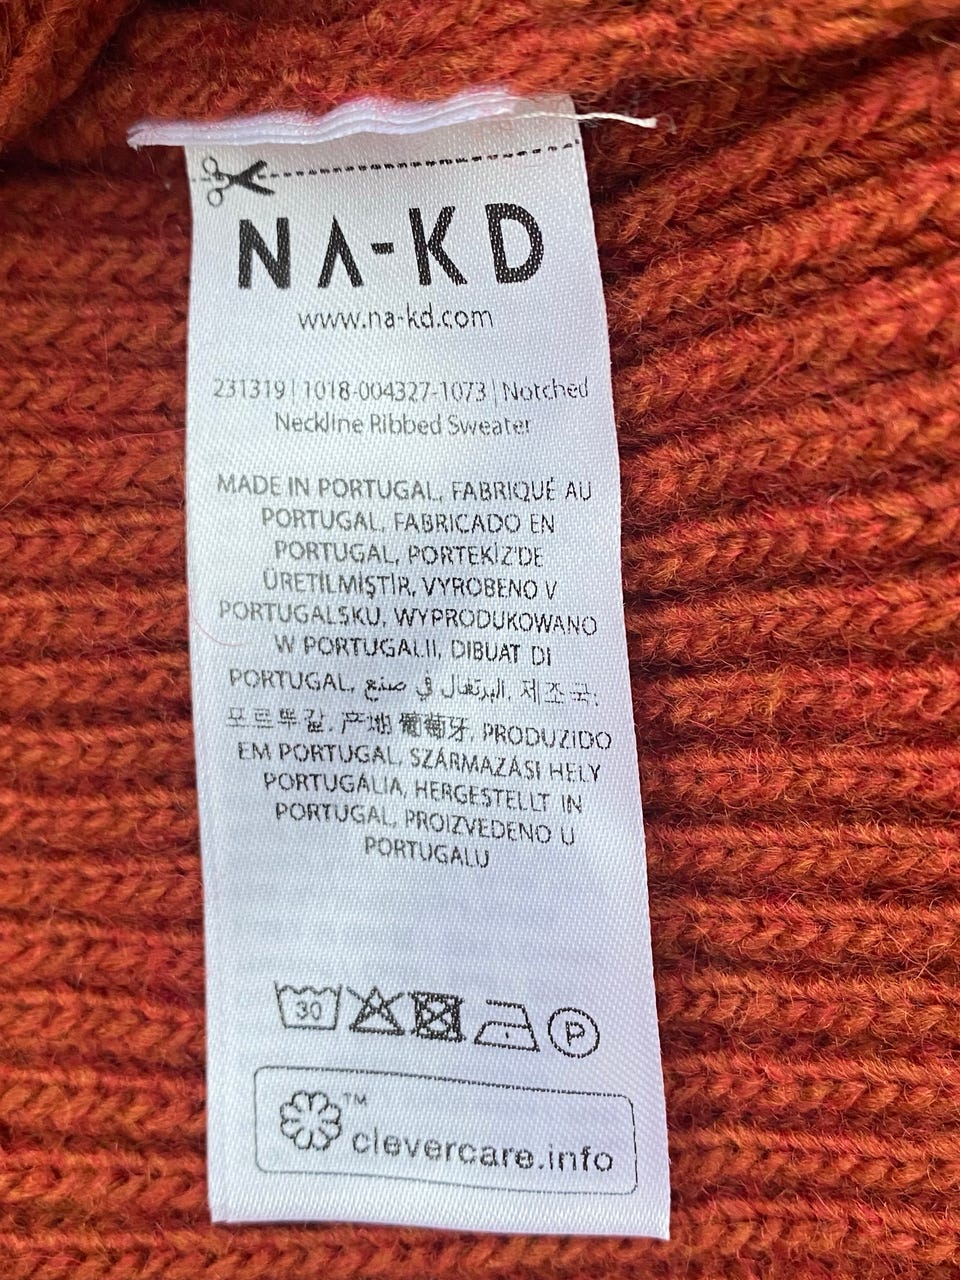 NA-KD
www.na-kd.com
231319 | 1018-004327-1073 | Notched
Neckline Ribbed Sweater
MADE IN PORTUGAL, FABRIQUÉ AU
PORTUGAL, FABRICADO EN
PORTUGAL, PORTEKİZ'DE
ÜRETİLMİŞTİR, VYROBENO V
PORTUGALSKU, WYPRODUKOWANO
W PORTUGALII, DIBUAT DI
PORTUGAL, صنع في البرتغال, 제조국:
포르투갈, 产地 葡萄牙, PRODUZIDO
EM PORTUGAL, SZÁRMAZÁSI HELY
PORTUGÁLIA, HERGESTELLT IN
PORTUGAL, PROIZVEDENO U
PORTUGALU
30 P
TM
clevercare.info